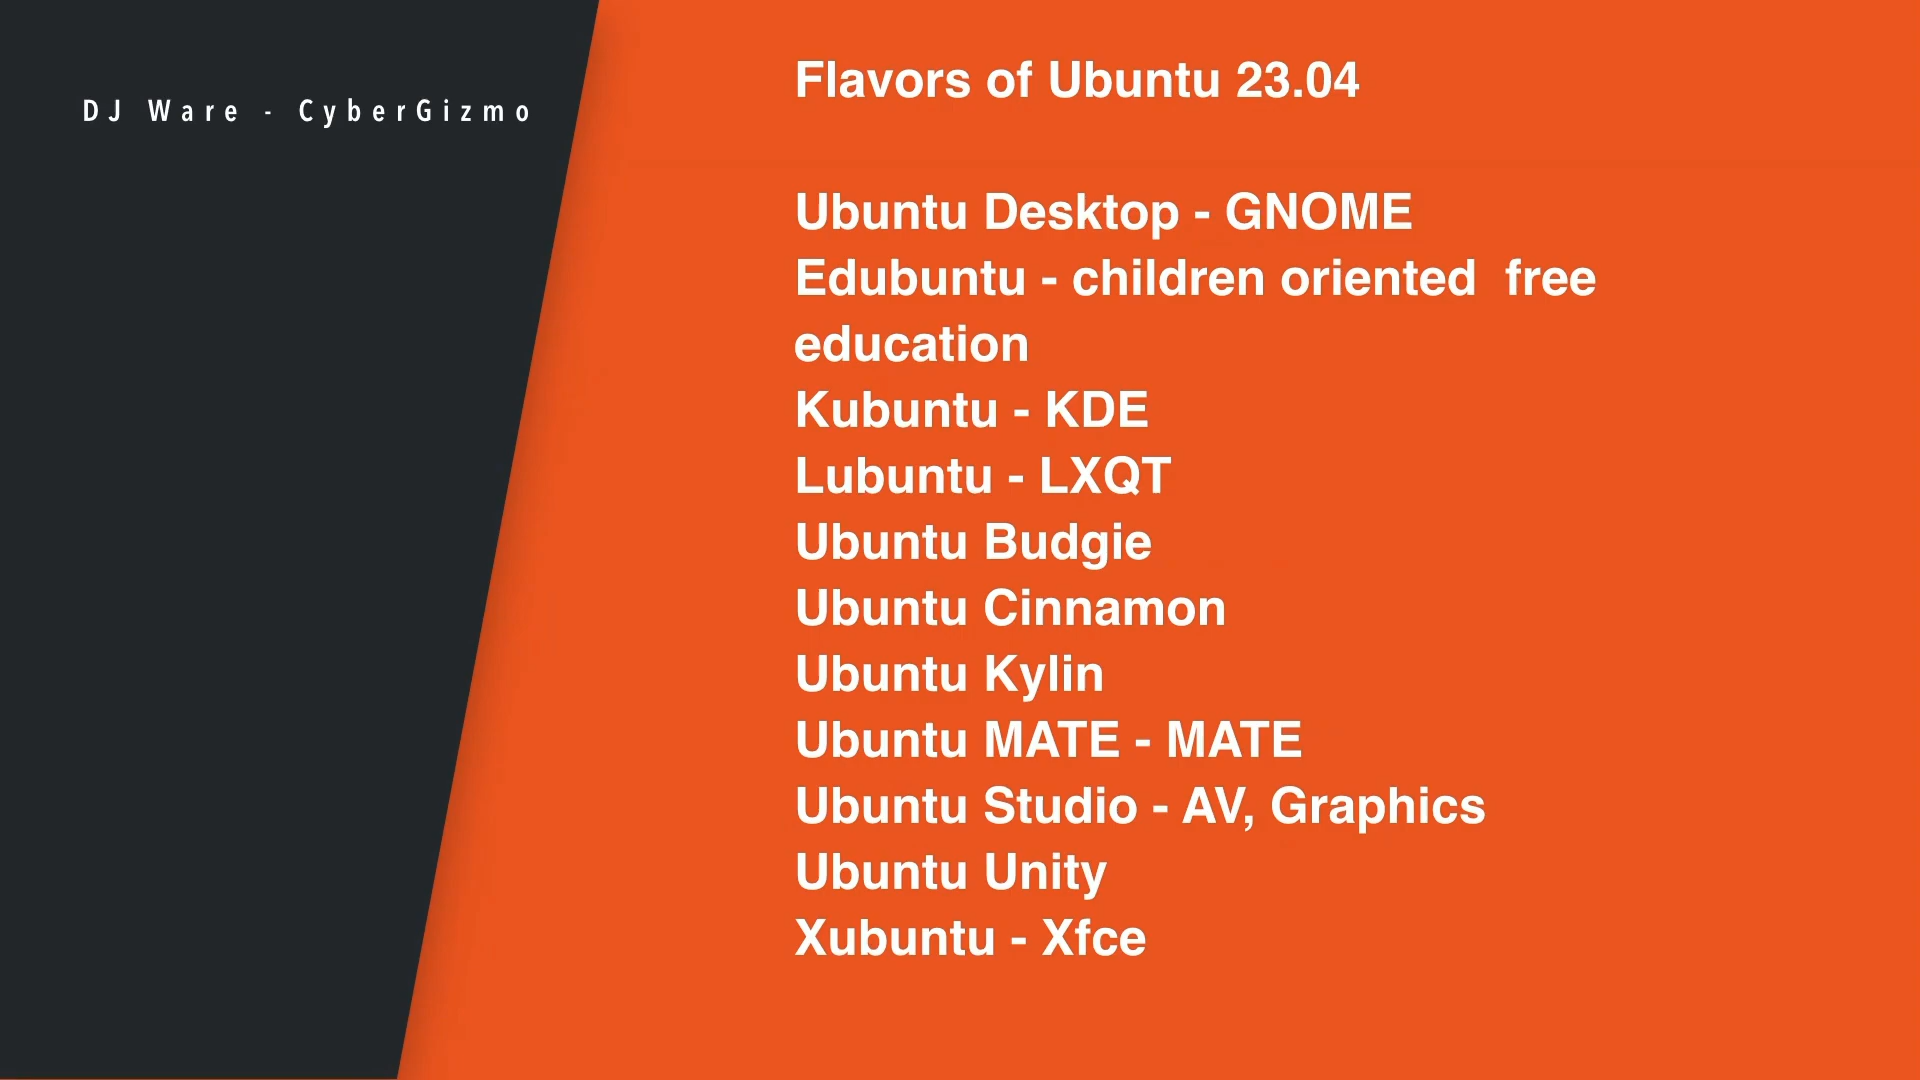 DJ Ware - CyberGizmo
Flavors of Ubuntu 23.04
Ubuntu Desktop - GNOME
Edubuntu - children oriented  free
education
Kubuntu - KDE
Lubuntu - LXQT
Ubuntu Budgie
Ubuntu Cinnamon
Ubuntu Kylin
Ubuntu MATE - MATE
Ubuntu Studio - AV, Graphics
Ubuntu Unity
Xubuntu - Xfce